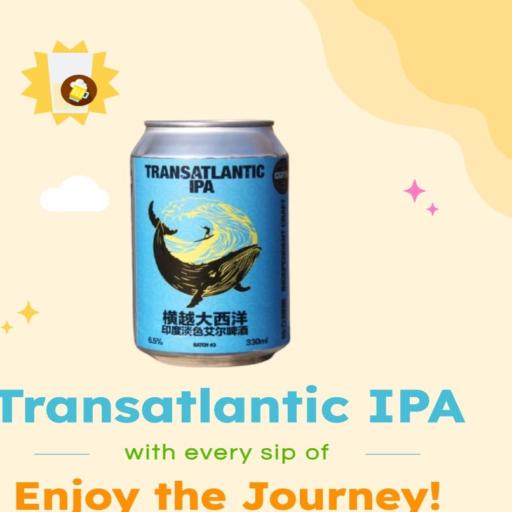 TRANSATLANTIC
IPA
横越大西洋
印度淡色艾尔啤酒
6.5%
BATCH #3
330ml
Transatlantic IPA
with every sip of
Enjoy the Journey!